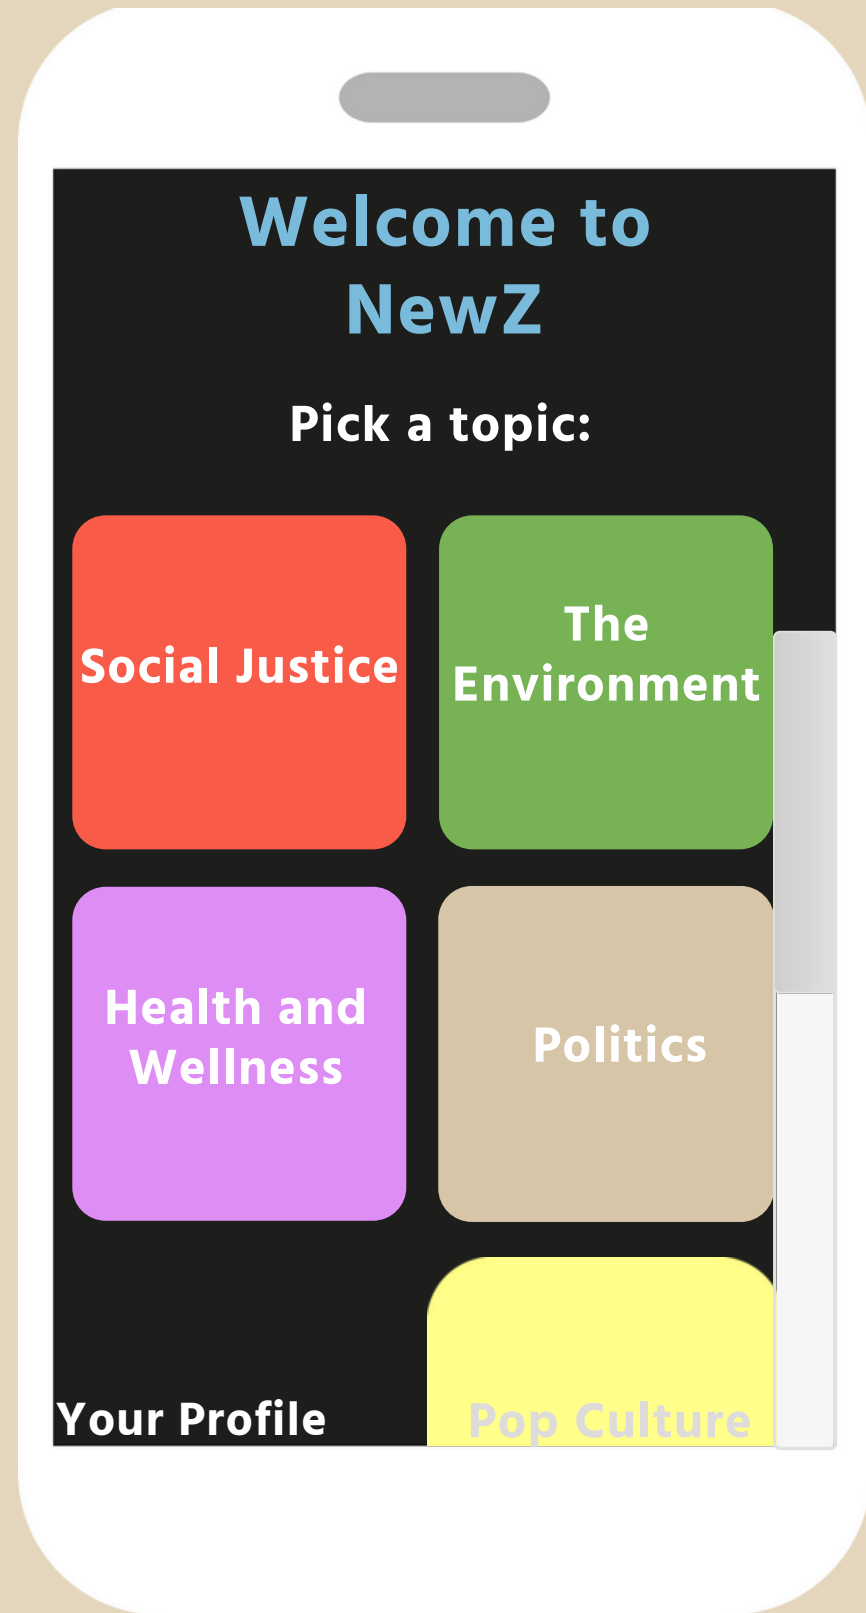 Welcome to
NewZ
Pick a topic:
Social Justice
The
Environment
Health and
Wellness
Politics
Your Profile
Pop Culture